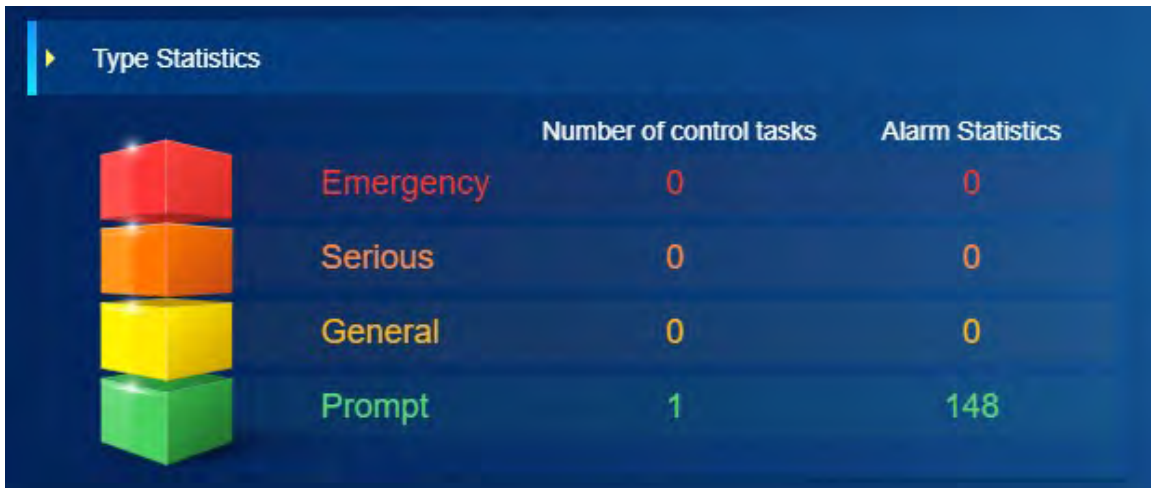 Type Statistics
Number of control tasks Alarm Statistics
Emergency 0 0
Serious 0 0
General 0 0
Prompt 1 148